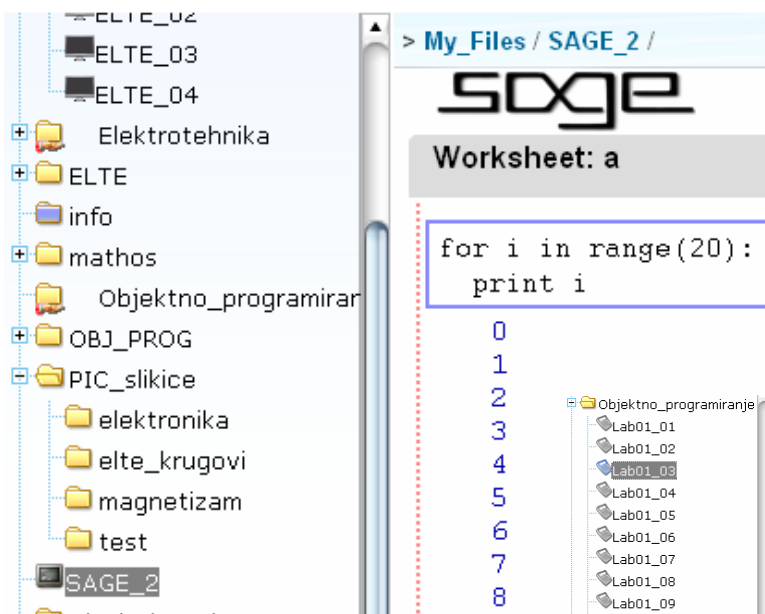 ELTE_02
ELTE_03
ELTE_04
Elektrotehnika
ELTE
info
mathos
Objektno_programiran
OBJ_PROG
PIC_slikice
elektronika
elte_krugovi
magnetizam
test
SAGE_2
> My_Files / SAGE_2 /
sage
Worksheet: a
for i in range(20):
print i
0
1
2
3
4
5
6
7
8
Objektno_programiranje
Lab01_01
Lab01_02
Lab01_03
Lab01_04
Lab01_05
Lab01_06
Lab01_07
Lab01_08
Lab01_09